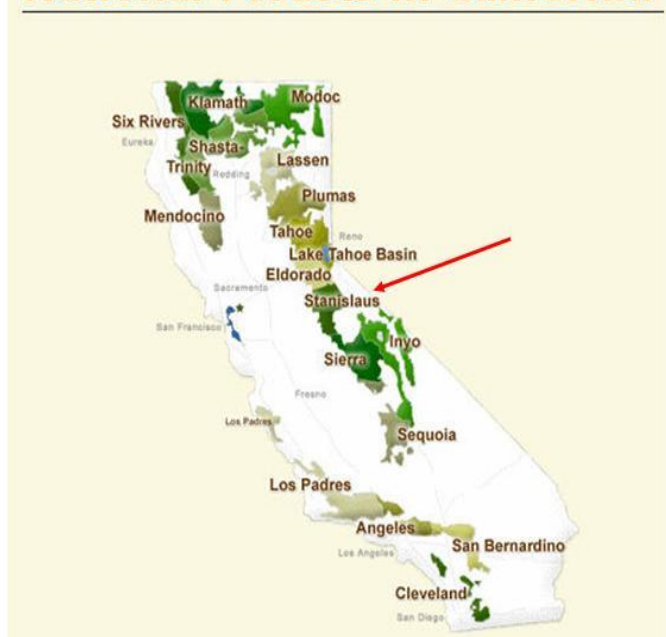 Klamath
Modoc
Six Rivers
Eureka
Shasta-
Trinity
Redding
Lassen
Plumas
Mendocino
Tahoe
Reno
Lake Tahoe Basin
Eldorado
Sacramento
Stanislaus
San Francisco
Inyo
Sierra
Fresno
Los Padres
Sequoia
Los Padres
Angeles
San Bernardino
Los Angeles
Cleveland
San Diego